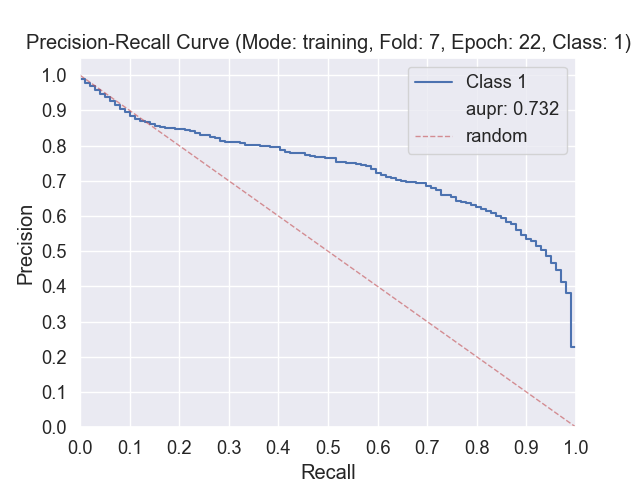 Precision-Recall Curve (Mode: training, Fold: 7, Epoch: 22, Class: 1)
Class 1
aupr: 0.732
random
Precision
1.0
0.9
0.8
0.7
0.6
0.5
0.4
0.3
0.2
0.1
0.0
0.0 0.1 0.2 0.3 0.4 0.5 0.6 0.7 0.8 0.9 1.0
Recall